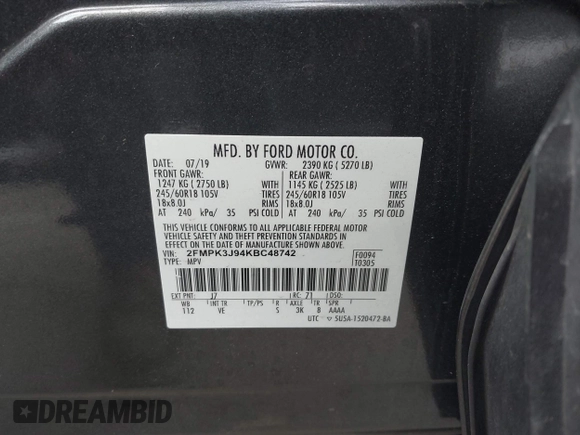 MFD. BY FORD MOTOR CO.
DATE: 07/19 GVWR: 2390 KG ( 5270 LB)
FRONT GAWR: REAR GAWR:
1247 KG ( 2750 LB) WITH 1145 KG ( 2525 LB) WITH
245/60R18 105V TIRES 245/60R18 105V TIRES
18x8.0J RIMS 18x8.0J RIMS
AT 240 kPa/ 35 PSI COLD AT 240 kPa/ 35 PSI COLD
THIS VEHICLE CONFORMS TO ALL APPLICABLE FEDERAL MOTOR
VEHICLE SAFETY AND THEFT PREVENTION STANDARDS IN EFFECT
ON THE DATE OF MANUFACTURE SHOWN ABOVE.
VIN: 2FMPK3J94KBC48742 F0094
TYPE: MPV T0305
EXT PNT: J7 RC: 71 DSO:
WB INT TR TP/PS R AXLE TR SPR
112 VE S 3K B AAAA
UTC 5U5A-1520472-BA
DREAMBID